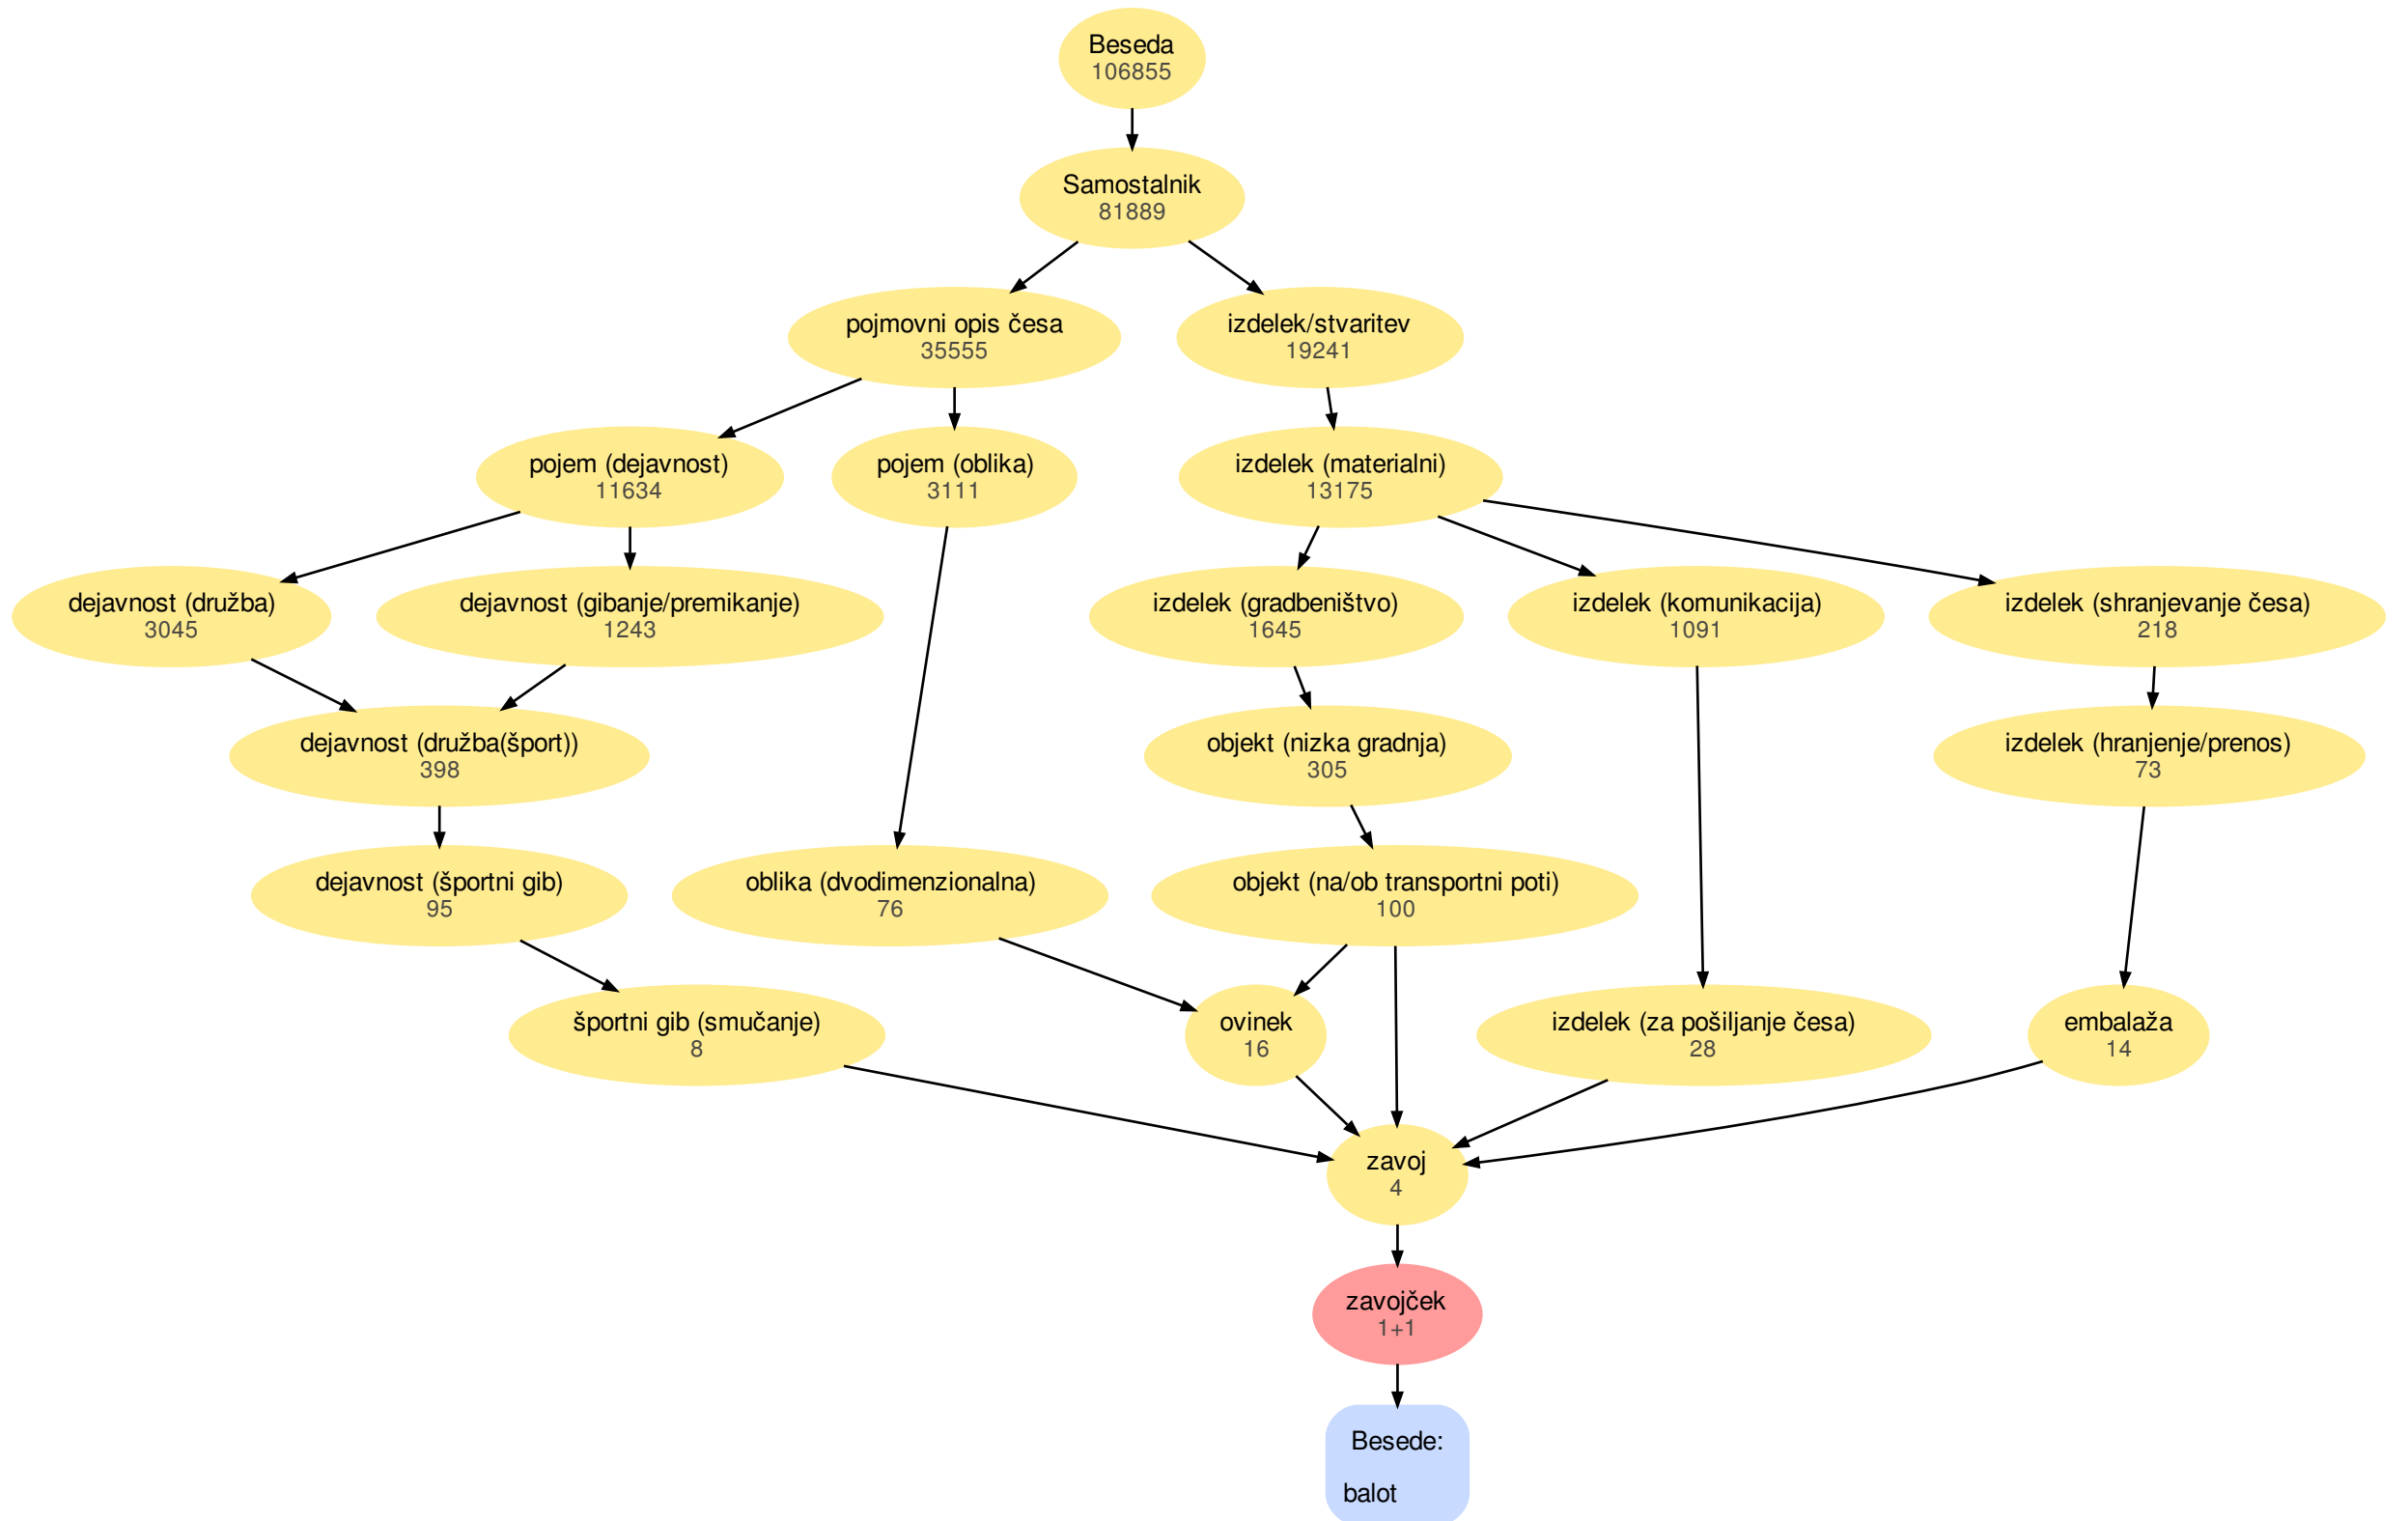 Beseda
106855
Samostalnik
81889
pojmovni opis česa
35555
izdelek/stvaritev
19241
pojem (dejavnost)
11634
pojem (oblika)
3111
izdelek (materialni)
13175
dejavnost (družba)
3045
dejavnost (gibanje/premikanje)
1243
izdelek (gradbeništvo)
1645
izdelek (komunikacija)
1091
izdelek (shranjevanje česa)
218
dejavnost (družba(šport))
398
objekt (nizka gradnja)
305
izdelek (hranjenje/prenos)
73
dejavnost (športni gib)
95
oblika (dvodimenzionalna)
76
objekt (na/ob transportni poti)
100
športni gib (smučanje)
8
ovinek
16
izdelek (za pošiljanje česa)
28
embalaža
14
zavoj
4
zavojček
1+1
Besede:
balot